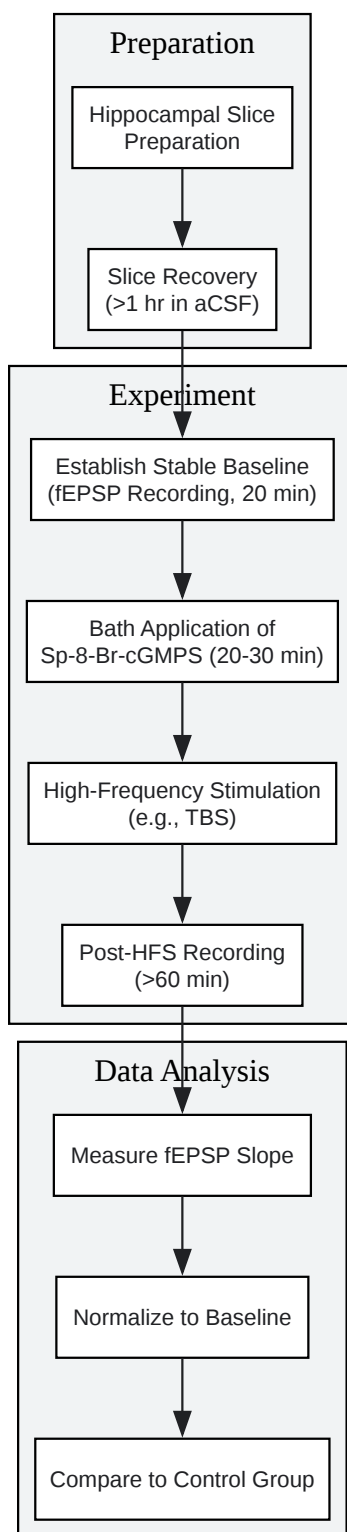 Preparation
Hippocampal Slice
Preparation
Slice Recovery
(>1 hr in aCSF)
Experiment
Establish Stable Baseline
(fEPSP Recording, 20 min)
Bath Application of
Sp-8-Br-cGMPS (20-30 min)
High-Frequency Stimulation
(e.g., TBS)
Post-HFS Recording
(>60 min)
Data Analysis
Measure fEPSP Slope
Normalize to Baseline
Compare to Control Group